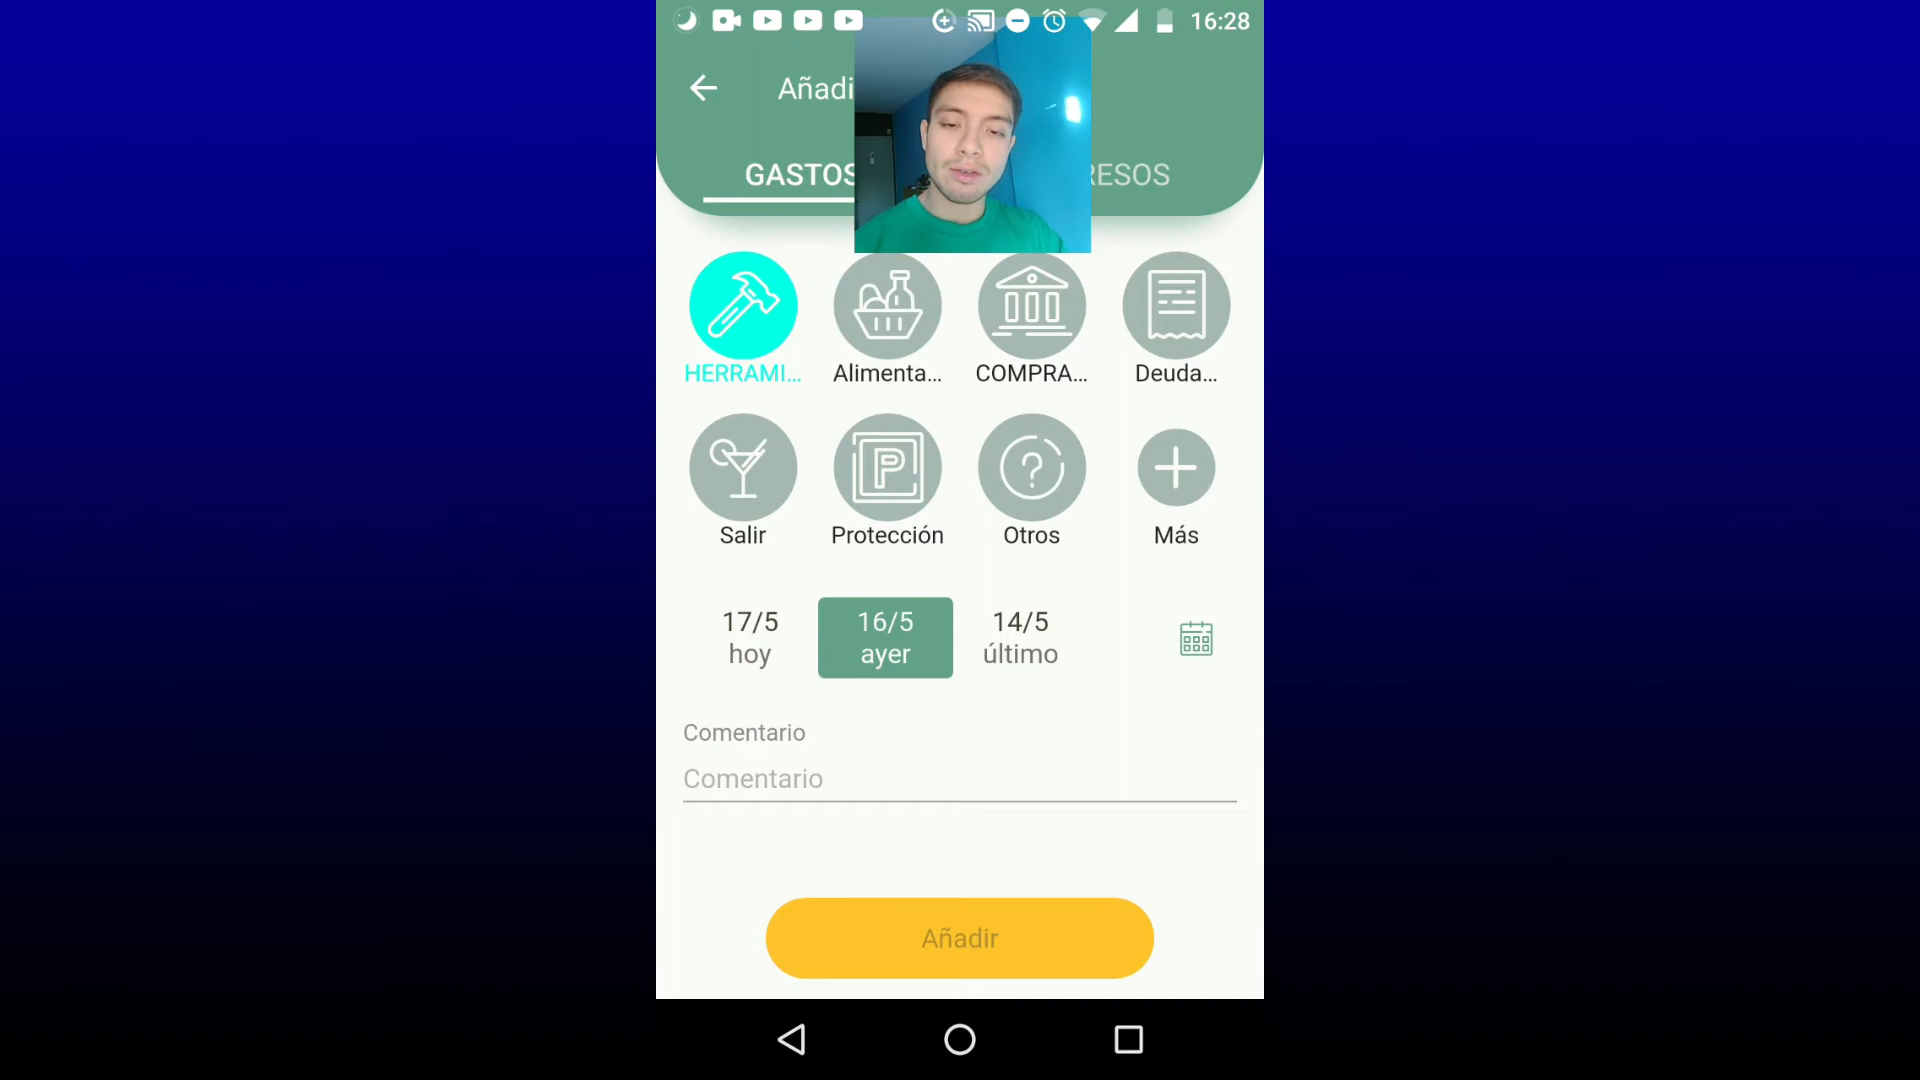 16:28
Añadi
GASTOS
RESOS
HERRAMI...
Alimenta...
COMPRA...
Deuda...
P
?
Salir
Protección
Otros
Más
17/5
hoy
16/5
ayer
14/5
último
Comentario
Comentario
Añadir